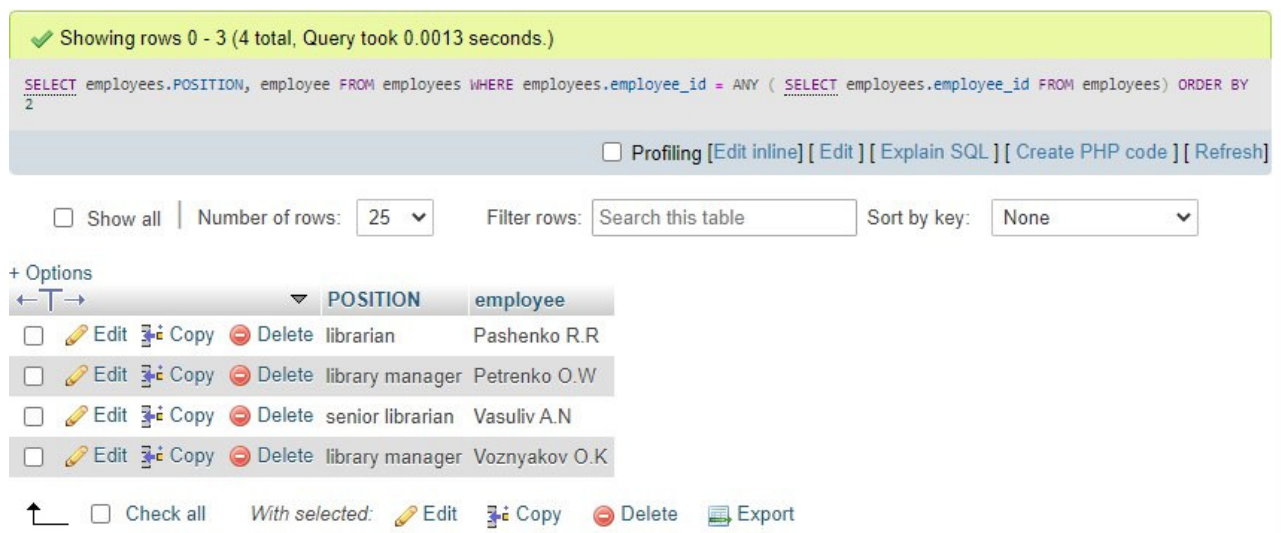 Showing rows 0 - 3 (4 total, Query took 0.0013 seconds.)
SELECT employees.POSITION, employee FROM employees WHERE employees.employee_id = ANY ( SELECT employees.employee_id FROM employees) ORDER BY
2
Profiling [Edit inline] [ Edit ] [ Explain SQL ] [ Create PHP code ] [ Refresh]
Show all | Number of rows: 25 Filter rows: Search this table Sort by key: None
+ Options
←T→ POSITION employee
Edit Copy Delete librarian Pashenko R.R
Edit Copy Delete library manager Petrenko O.W
Edit Copy Delete senior librarian Vasuliv A.N
Edit Copy Delete library manager Voznyakov O.K
Check all With selected: Edit Copy Delete Export